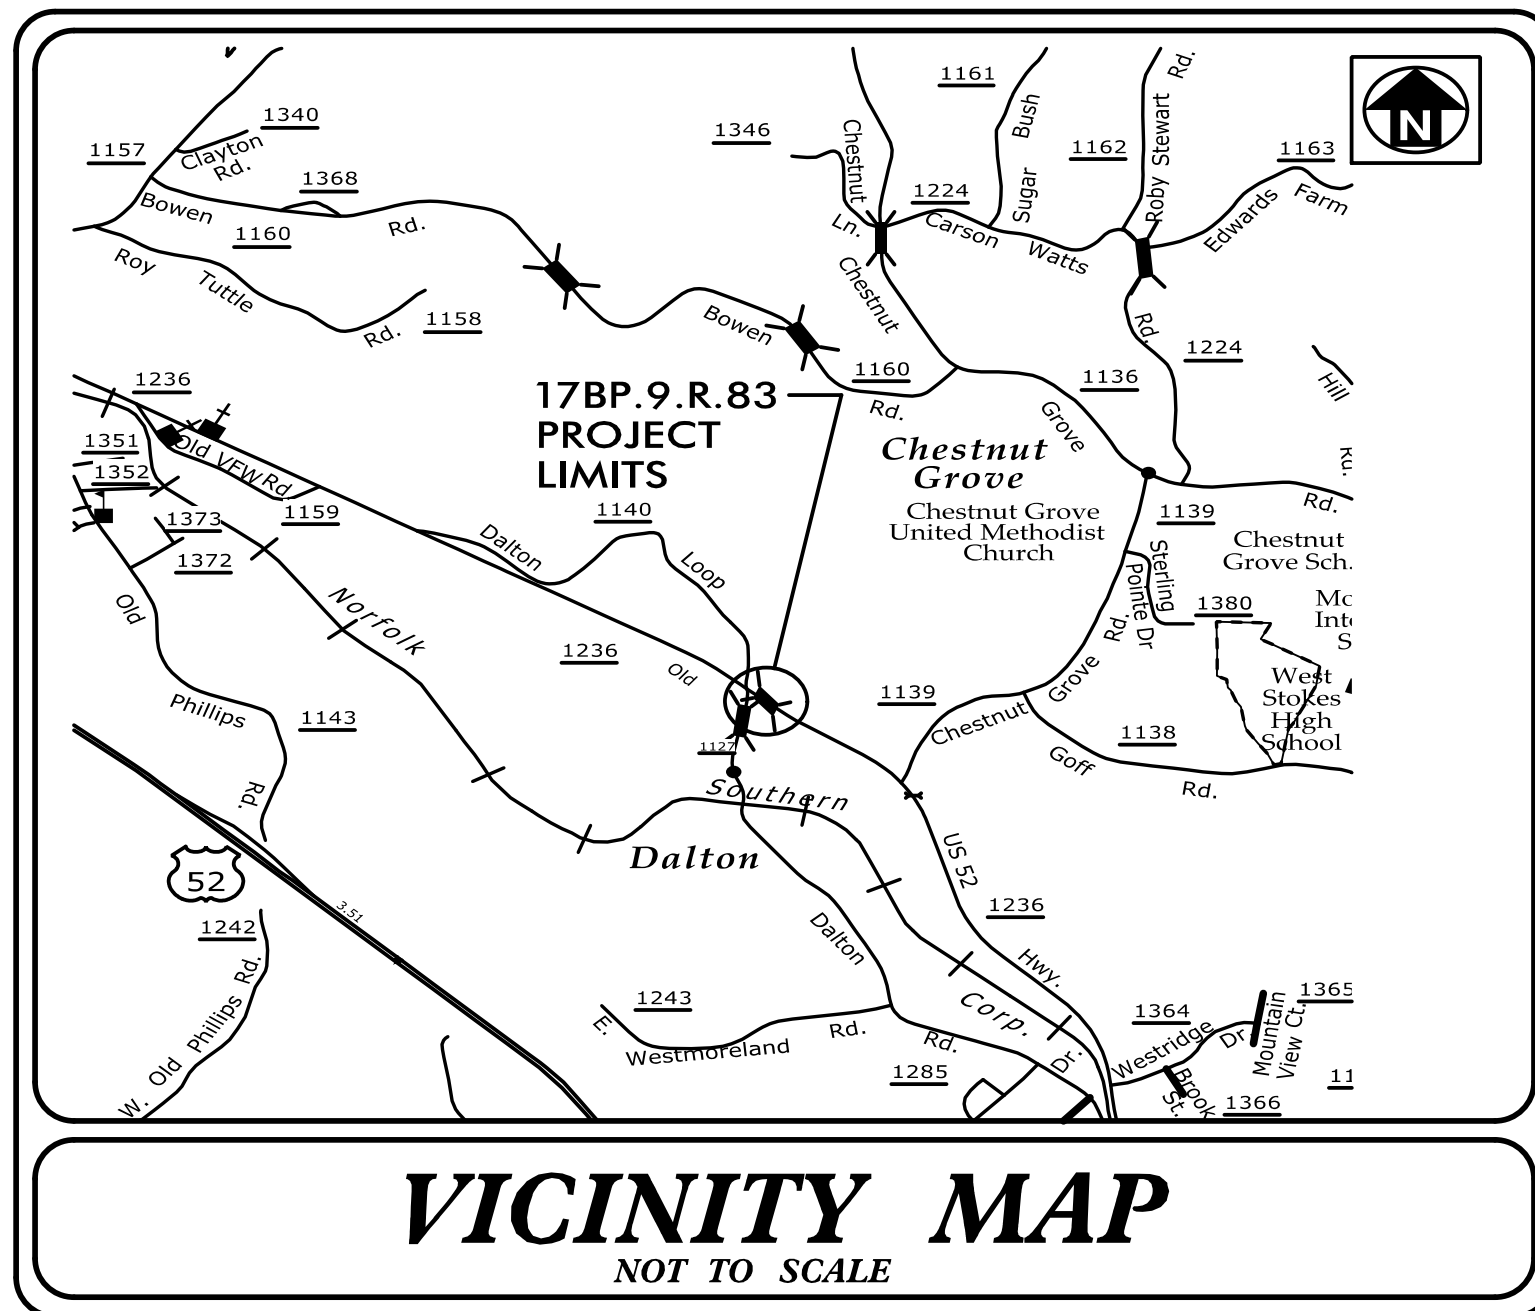 1161
1340
1346
Chestnut
Bush
Roby Stewart Rd.
1157
Clayton
Rd.
1162
1163
N
1368
1224
Sugar
Bowen
Rd.
Ln.
Carson
Watts
Edwards
Farm
1160
Roy
Tuttle
Rd.
1158
Chestnut
Bowen
Rd.
1224
1236
1160
Rd.
1136
Hill
17BP.9.R.83
PROJECT
LIMITS
Grove
Chestnut
Grove
1351
Old VFW Rd.
1352
Rd.
1373
1159
1140
Chestnut Grove
United Methodist
Church
1139
Chestnut
Grove Sch.
1372
Dalton
Loop
Sterling
Pointe Dr
1380
Old
Norfolk
Rd.
Mo
Inte
S
1236
Old
Grove
West
Stokes
High
School
Phillips
1143
1139
Chestnut
1138
1127
Goff
Rd.
Rd.
Southern
Dalton
US 52
52
3.51
1242
1236
Dalton
Hwy.
W. Old Phillips Rd.
1243
E.
Westmoreland
Rd.
Corp.
Rd.
1364
1365
Westridge
Dr.
Mountain
View Ct.
1285
Dr.
Brook
St.
11
1366
VICINITY MAP
NOT TO SCALE